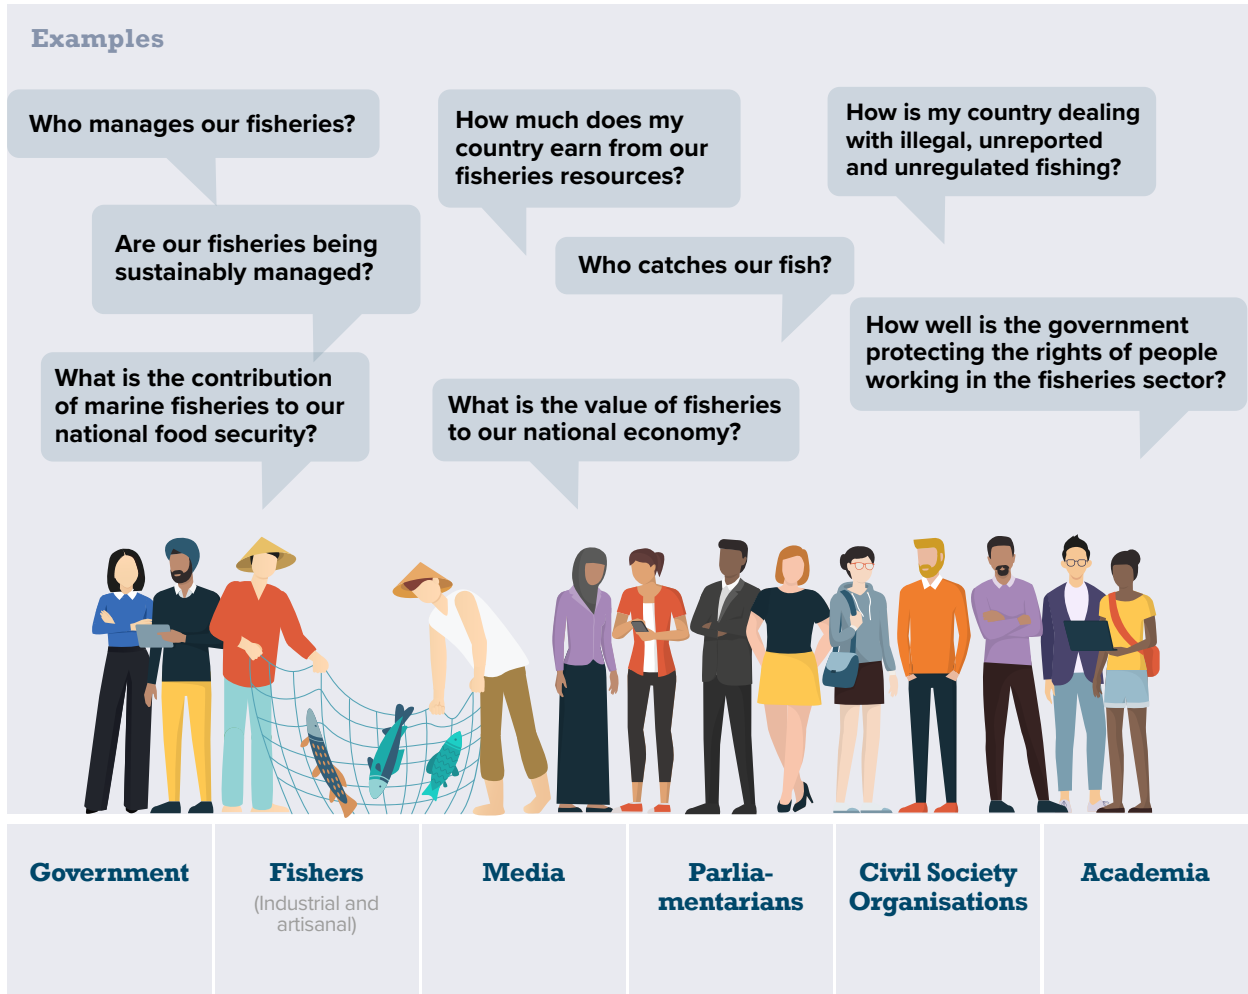 Examples
Who manages our fisheries?
How much does my
country earn from our
fisheries resources?
How is my country dealing
with illegal, unreported
and unregulated fishing?
Are our fisheries being
sustainably managed?
Who catches our fish?
How well is the government
protecting the rights of people
working in the fisheries sector?
What is the contribution
of marine fisheries to our
national food security?
What is the value of fisheries
to our national economy?
Government
Fishers
(Industrial and
artisanal)
Media
Parlia-
mentarians
Civil Society
Organisations
Academia